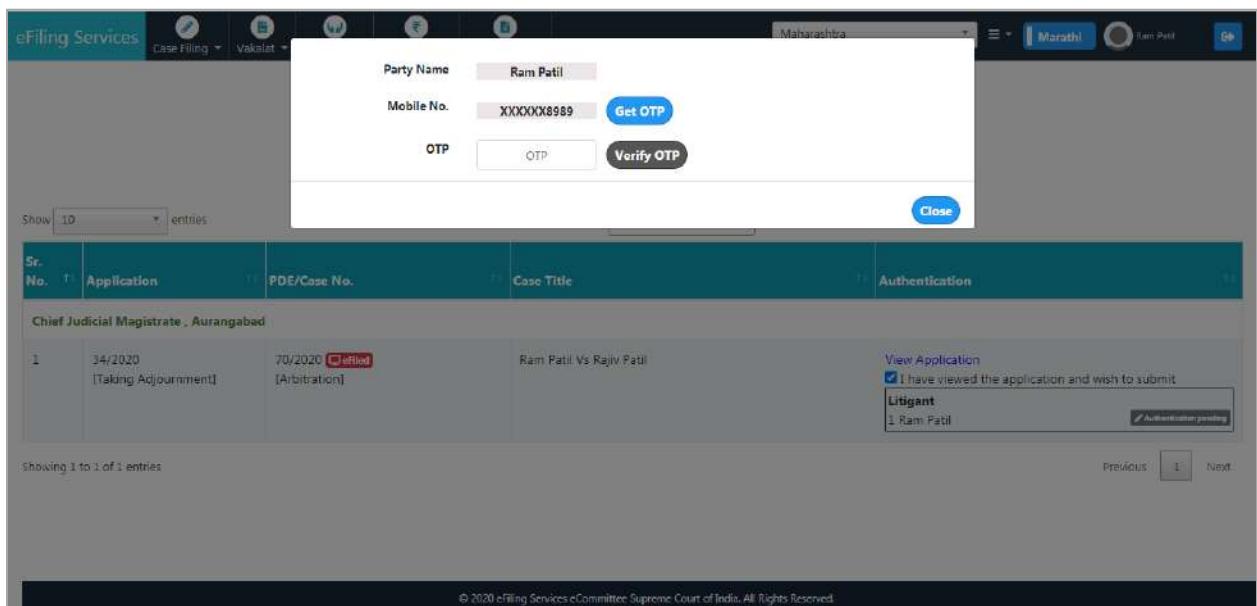 eFiling Services
Case Filing
Vakalat
Maharashtra
Marathi
Ram Patil
Party Name
Ram Patil
Mobile No.
XXXXXX8989
Get OTP
OTP
OTP
Verify OTP
Close
Show 10 entries
Sr. No.
Application
PDE/Case No.
Case Title
Authentication
Chief Judicial Magistrate , Aurangabad
1
34/2020
[Taking Adjournment]
70/2020 eFiled
[Arbitration]
Ram Patil Vs Rajiv Patil
View Application
I have viewed the application and wish to submit
Litigant
1 Ram Patil
Authentication pending
Showing 1 to 1 of 1 entries
Previous 1 Next
© 2020 eFiling Services eCommittee Supreme Court of India. All Rights Reserved.